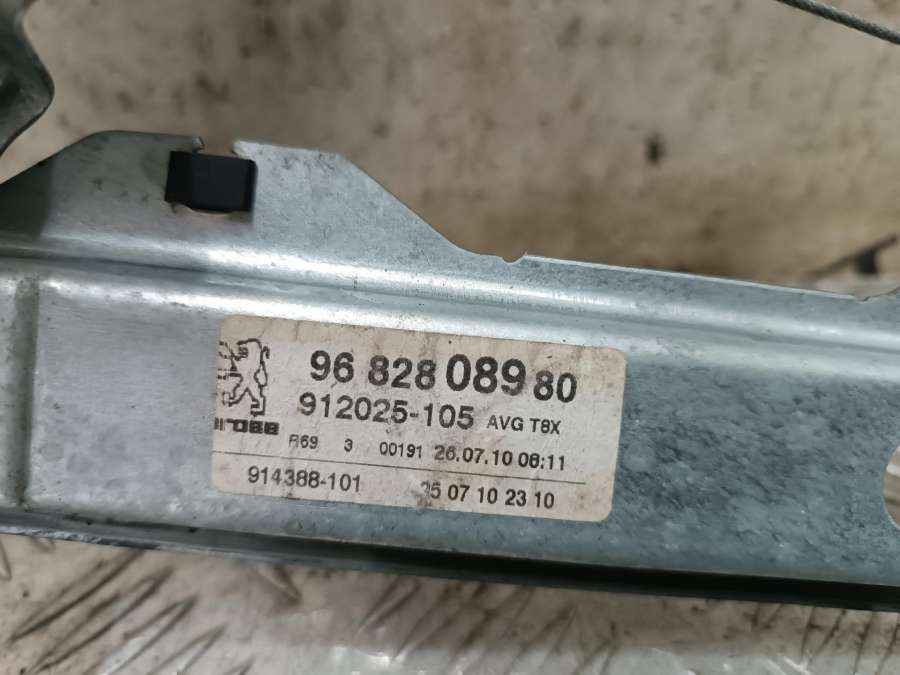 96 828 089 80
912025-105 AVG T8X
R69 3 00191 26.07.10 06:11
914388-101 25 07 10 23 10